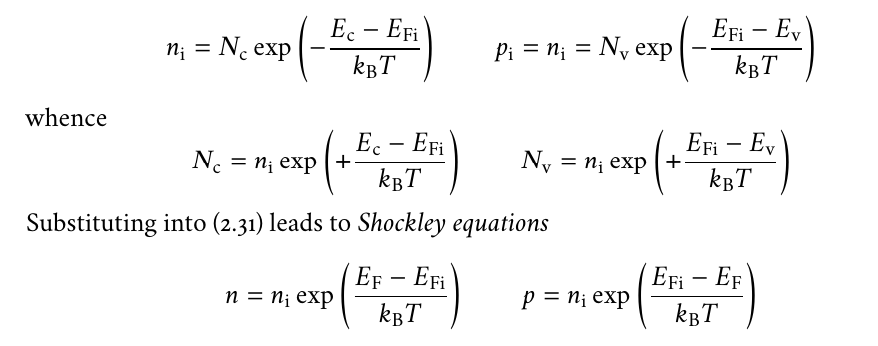 n_i = N_c exp(−(E_c − E_Fi)/(k_B T))    p_i = n_i = N_v exp(−(E_Fi − E_v)/(k_B T))
whence
N_c = n_i exp(+(E_c − E_Fi)/(k_B T))    N_v = n_i exp(+(E_Fi − E_v)/(k_B T))
Substituting into (2.31) leads to Shockley equations
n = n_i exp((E_F − E_Fi)/(k_B T))    p = n_i exp((E_Fi − E_F)/(k_B T))